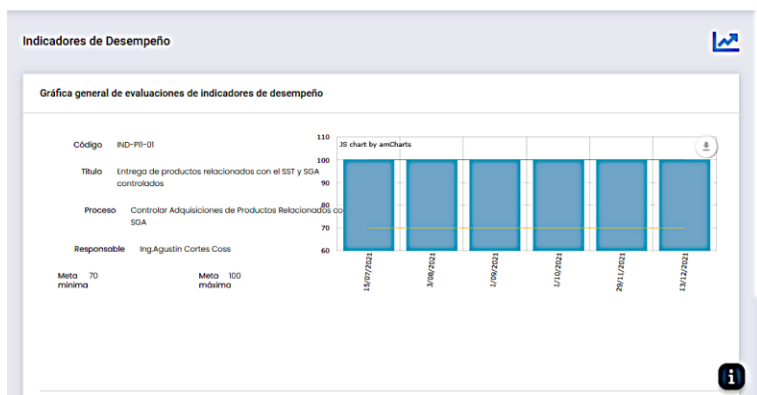 Indicadores de Desempeño
Gráfica general de evaluaciones de indicadores de desempeño
Código IND-P11-01
Título Entrega de productos relacionados con el SST y SGA
controlados
Proceso Controlar Adquisiciones de Productos Relacionados co
SGA
Responsable Ing.Agustin Cortes Coss
Meta 70
minima
Meta 100
máxima
JS chart by amCharts
110
100
90
80
70
60
15/07/2021
3/08/2021
1/09/2021
1/10/2021
29/11/2021
13/12/2021